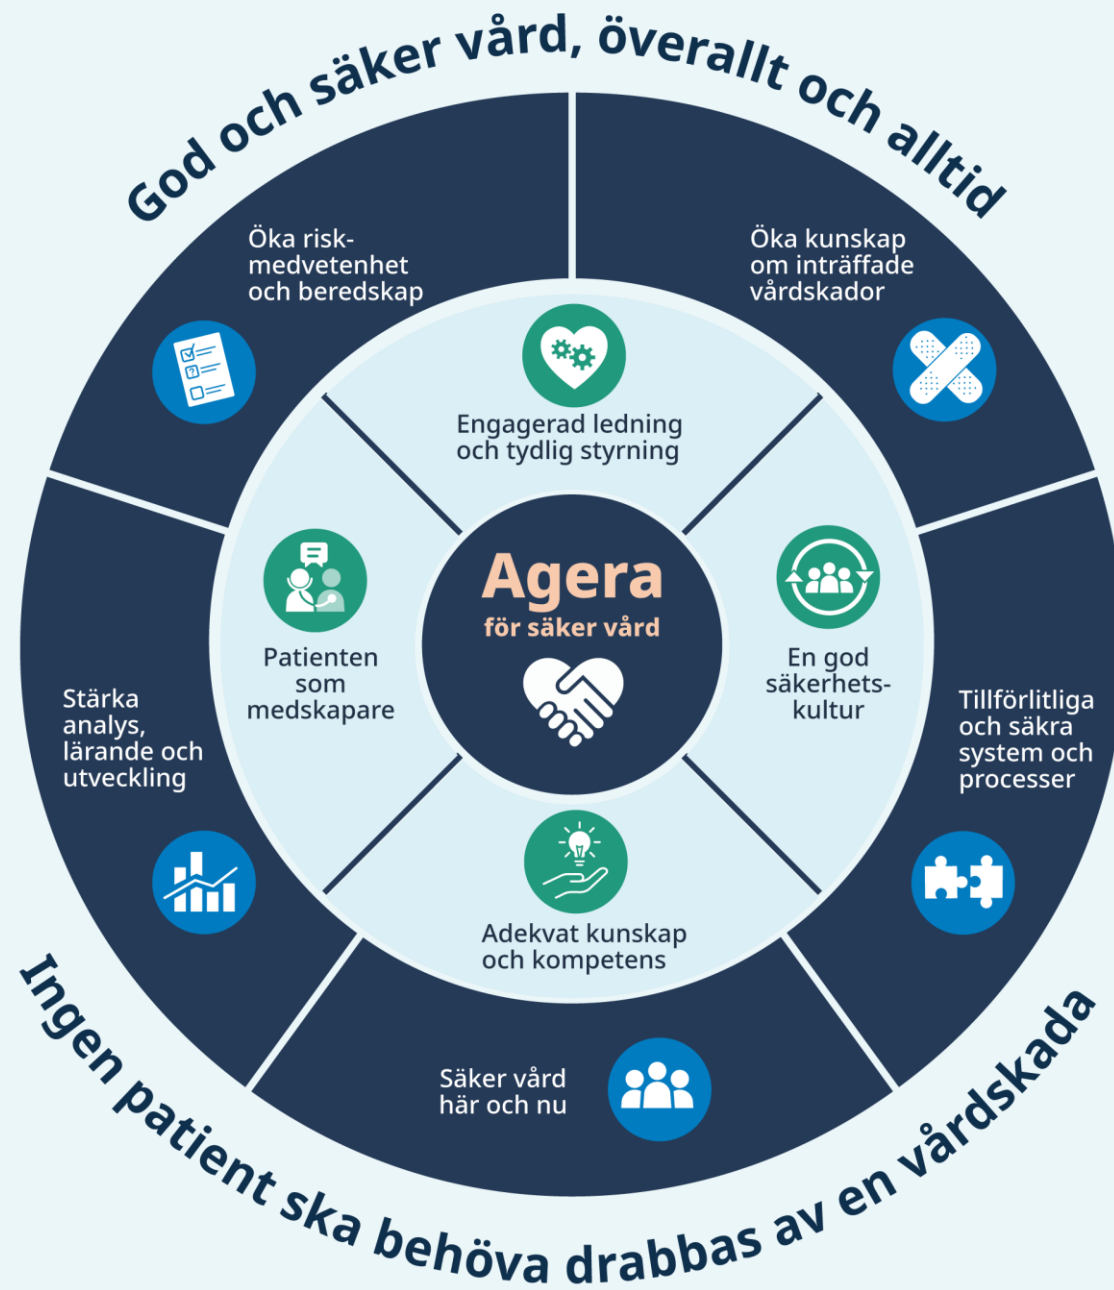 God och säker vård, överallt och alltid
Öka risk-
medvetenhet
och beredskap
Öka kunskap
om inträffade
vårdskador
Engagerad ledning
och tydlig styrning
Agera
för säker vård
Patienten
som
medskapare
En god
säkerhets-
kultur
Stärka
analys,
lärande och
utveckling
Tillförlitliga
och säkra
system och
processer
Adekvat kunskap
och kompetens
Säker vård
här och nu
Ingen patient ska behöva drabbas av en vårdskada